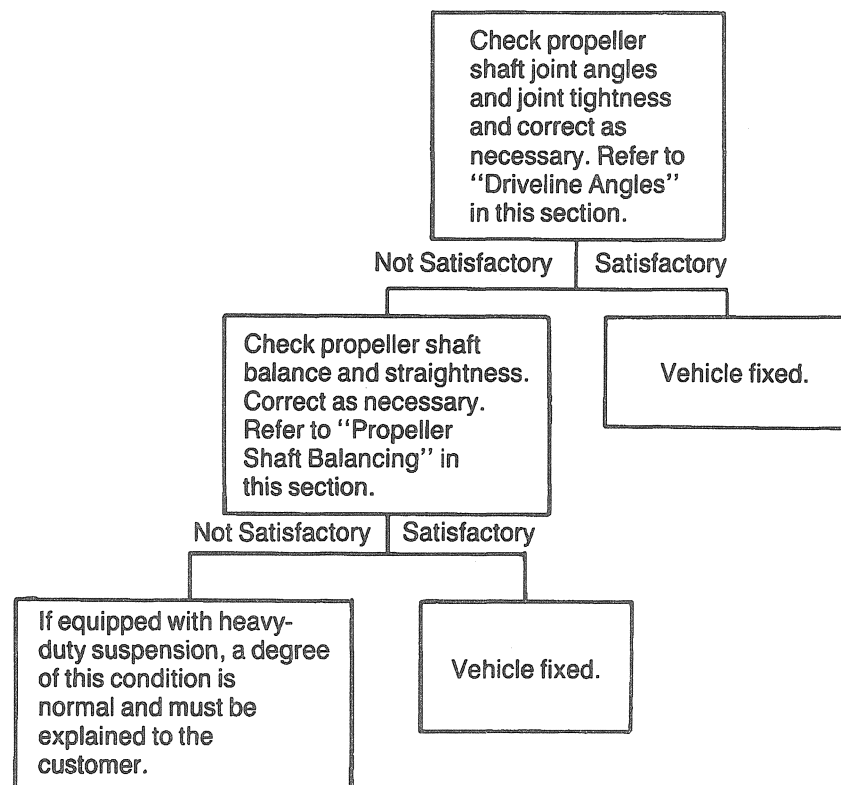 Check propeller
shaft joint angles
and joint tightness
and correct as
necessary. Refer to
‘‘Driveline Angles’’
in this section.
Not Satisfactory
Satisfactory
Check propeller shaft
balance and straightness.
Correct as necessary.
Refer to ‘‘Propeller
Shaft Balancing’’ in
this section.
Vehicle fixed.
Not Satisfactory
Satisfactory
If equipped with heavy-
duty suspension, a degree
of this condition is
normal and must be
explained to the
customer.
Vehicle fixed.